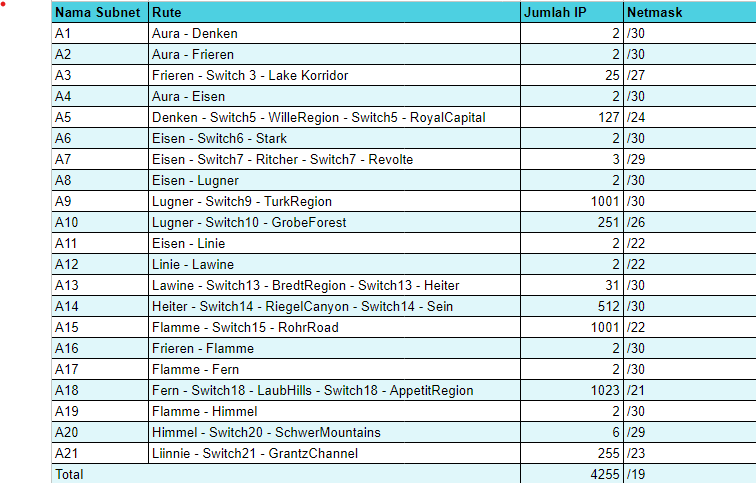 Nama Subnet Rute Jumlah IP Netmask
A1 Aura - Denken 2 /30
A2 Aura - Frieren 2 /30
A3 Frieren - Switch 3 - Lake Korridor 25 /27
A4 Aura - Eisen 2 /30
A5 Denken - Switch5 - WilleRegion - Switch5 - RoyalCapital 127 /24
A6 Eisen - Switch6 - Stark 2 /30
A7 Eisen - Switch7 - Ritcher - Switch7 - Revolte 3 /29
A8 Eisen - Lugner 2 /30
A9 Lugner - Switch9 - TurkRegion 1001 /30
A10 Lugner - Switch10 - GrobeForest 251 /26
A11 Eisen - Linie 2 /22
A12 Linie - Lawine 2 /22
A13 Lawine - Switch13 - BredtRegion - Switch13 - Heiter 31 /30
A14 Heiter - Switch14 - RiegelCanyon - Switch14 - Sein 512 /30
A15 Flamme - Switch15 - RohrRoad 1001 /22
A16 Frieren - Flamme 2 /30
A17 Flamme - Fern 2 /30
A18 Fern - Switch18 - LaubHills - Switch18 - AppetitRegion 1023 /21
A19 Flamme - Himmel 2 /30
A20 Himmel - Switch20 - SchwerMountains 6 /29
A21 Liinnie - Switch21 - GrantzChannel 255 /23
Total 4255 /19